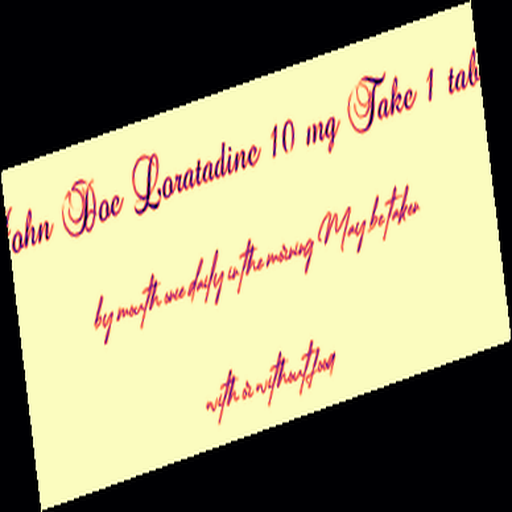 John Doe Loratadine 10 mg Take 1 tab
by mouth once daily in the morning May be taken
with or without food